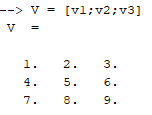 --> V = [v1;v2;v3]
V =
1. 2. 3.
4. 5. 6.
7. 8. 9.